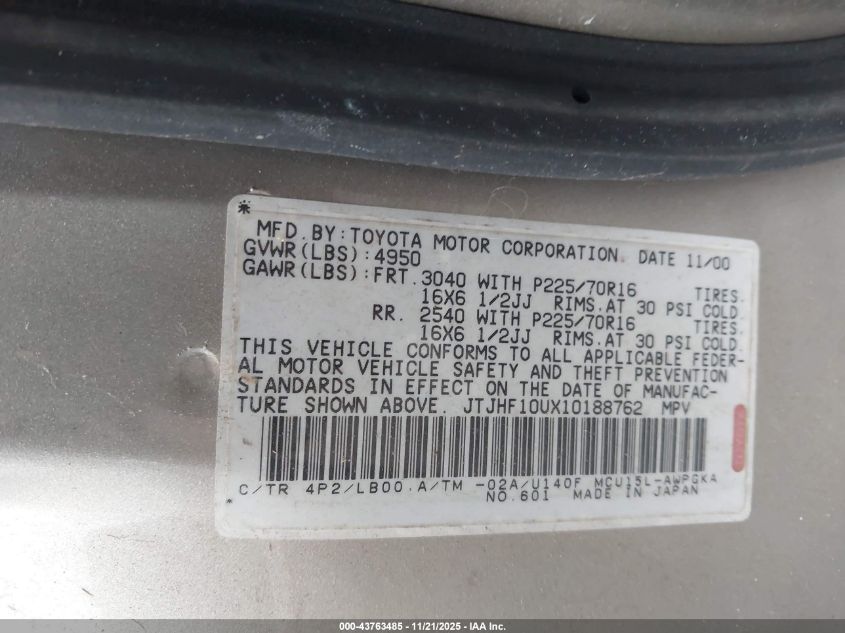 MFD.BY:TOYOTA MOTOR CORPORATION. DATE 11/00
GVWR(LBS):4950
GAWR(LBS):FRT.3040 WITH P225/70R16 TIRES.
16X6 1/2JJ RIMS.AT 30 PSI COLD.
RR. 2540 WITH P225/70R16 TIRES.
16X6 1/2JJ RIMS.AT 30 PSI COLD.
THIS VEHICLE CONFORMS TO ALL APPLICABLE FEDER-
AL MOTOR VEHICLE SAFETY AND THEFT PREVENTION
STANDARDS IN EFFECT ON THE DATE OF MANUFAC-
TURE SHOWN ABOVE. JTJHF10UX10188762 MPV
C/TR 4P2/LB00.A/TM -02A/U140F MCU15L-AWPGKA
NO.601 MADE IN JAPAN
000-43763485 - 11/21/2025 - IAA Inc.